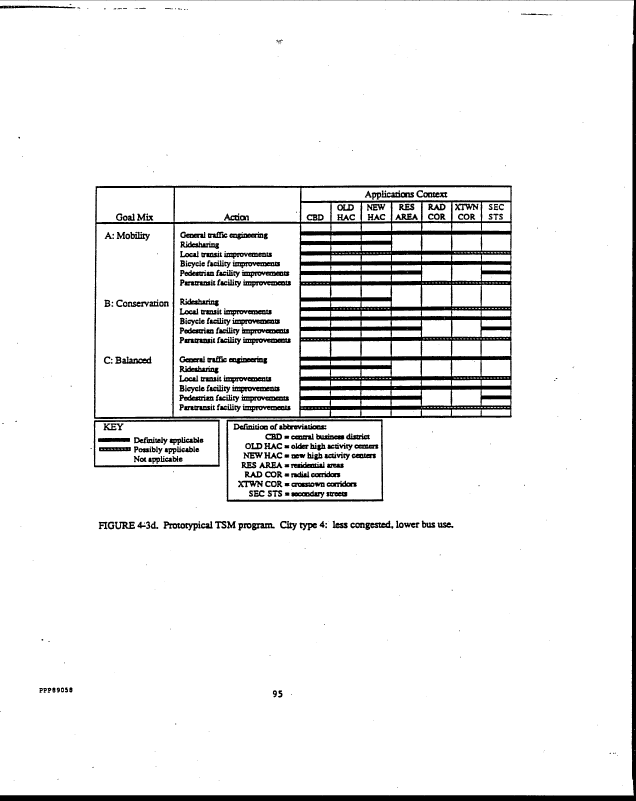 Applications Context
Goal Mix Action CBD OLD HAC NEW HAC RES AREA RAD COR XTWN COR SEC STS
A: Mobility General traffic engineering
Ridesharing
Local transit improvements
Bicycle facility improvements
Pedestrian facility improvements
Paratransit facility improvements
B: Conservation Ridesharing
Local transit improvements
Bicycle facility improvements
Pedestrian facility improvements
Paratransit facility improvements
C: Balanced General traffic engineering
Ridesharing
Local transit improvements
Bicycle facility improvements
Pedestrian facility improvements
Paratransit facility improvements
KEY
Definitely applicable
Possibly applicable
Not applicable
Definition of abbreviations:
CBD = central business district
OLD HAC = older high activity centers
NEW HAC = new high activity centers
RES AREA = residential areas
RAD COR = radial corridors
XTWN COR = crosstown corridors
SEC STS = secondary streets
FIGURE 4-3d. Prototypical TSM program. City type 4: less congested, lower bus use.
PPP89058
95